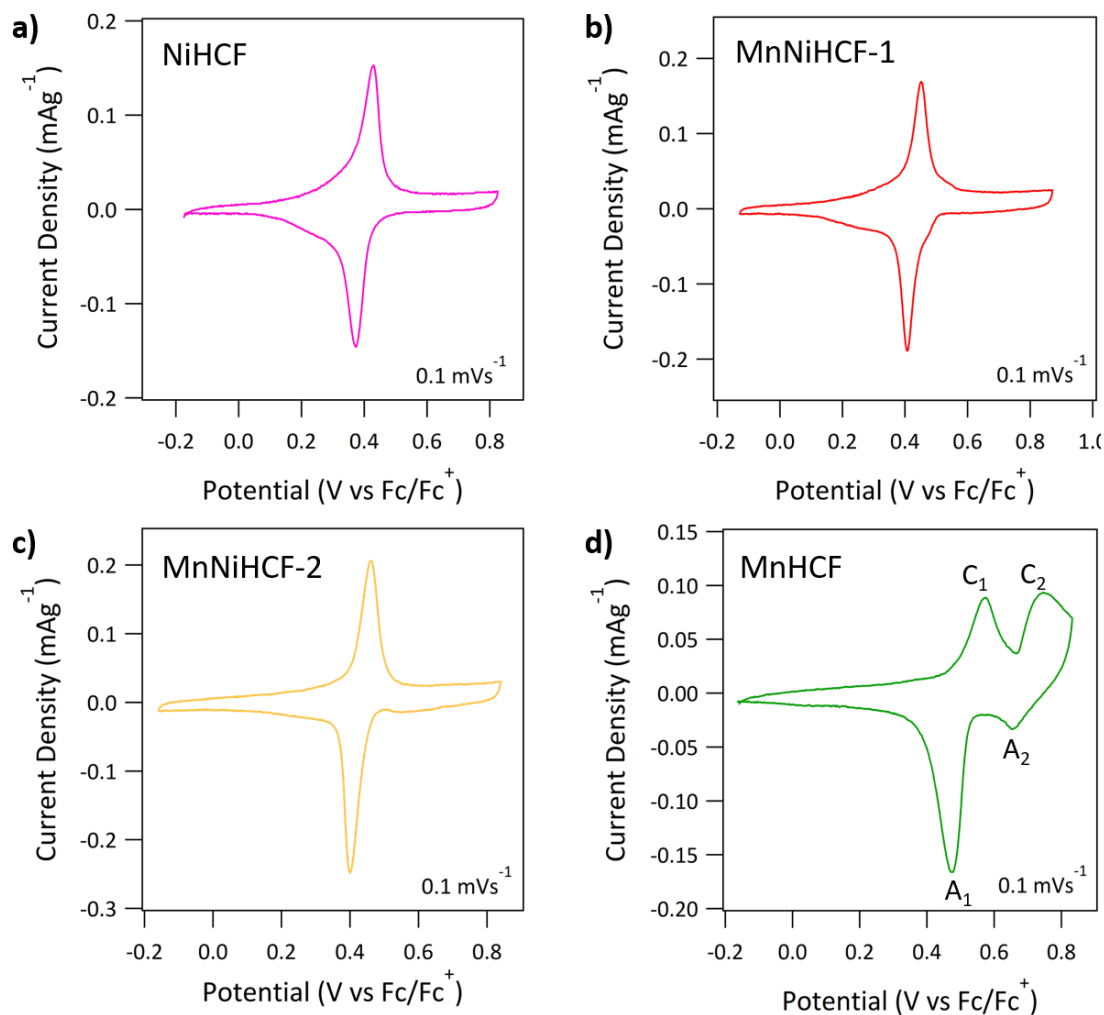 a)
NiHCF
0.2
0.1
0.0
-0.1
-0.2
Current Density (mAg⁻¹)
0.1 mVs⁻¹
-0.2 0.0 0.2 0.4 0.6 0.8
Potential (V vs Fc/Fc⁺)
b)
MnNiHCF-1
0.2
0.1
0.0
-0.1
-0.2
Current Density (mAg⁻¹)
0.1 mVs⁻¹
-0.2 0.0 0.2 0.4 0.6 0.8 1.0
Potential (V vs Fc/Fc⁺)
c)
MnNiHCF-2
0.2
0.1
0.0
-0.1
-0.2
-0.3
Current Density (mAg⁻¹)
0.1 mVs⁻¹
-0.2 0.0 0.2 0.4 0.6 0.8
Potential (V vs Fc/Fc⁺)
d)
MnHCF
0.15
0.10
0.05
0.00
-0.05
-0.10
-0.15
-0.20
Current Density (mAg⁻¹)
C₁ C₂
A₂
A₁
0.1 mVs⁻¹
-0.2 0.0 0.2 0.4 0.6 0.8
Potential (V vs Fc/Fc⁺)